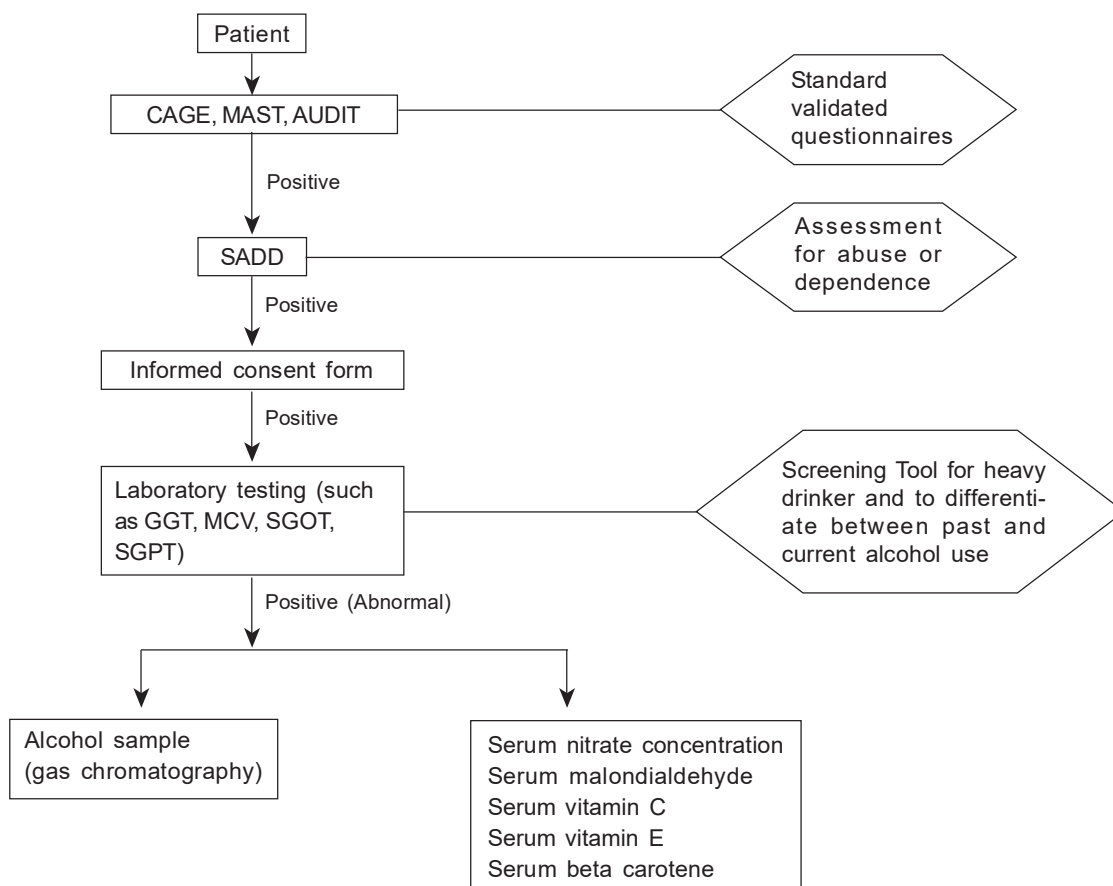 Patient
CAGE, MAST, AUDIT
Standard
validated
questionnaires
Positive
SADD
Assessment
for abuse or
dependence
Positive
Informed consent form
Positive
Laboratory testing (such
as GGT, MCV, SGOT,
SGPT)
Screening Tool for heavy
drinker and to differenti-
ate between past and
current alcohol use
Positive (Abnormal)
Alcohol sample
(gas chromatography)
Serum nitrate concentration
Serum malondialdehyde
Serum vitamin C
Serum vitamin E
Serum beta carotene